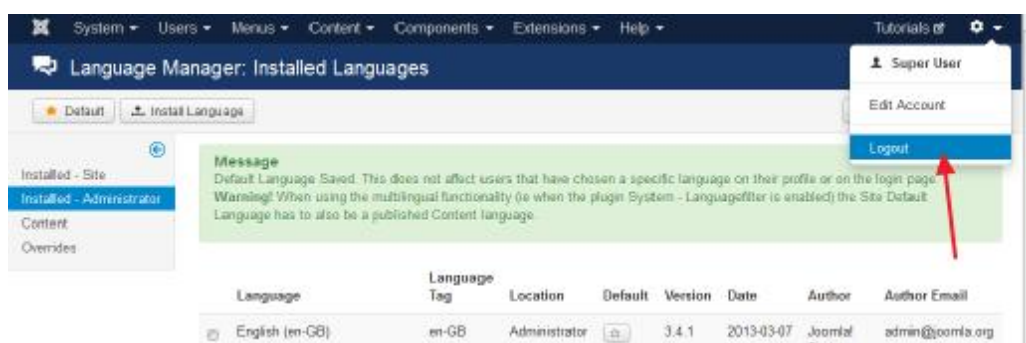 System Users Menus Content Components Extensions Help Tutorials
Language Manager: Installed Languages
Super User
Default Install Language
Edit Account
Logout
Installed - Site
Installed - Administrator
Content
Overrides
Message
Default Language Saved. This does not affect users that have chosen a specific language on their profile or on the login page.
Warning! When using the multilingual functionality (ie when the plugin System - Languagefilter is enabled) the Site Default
Language has to also be a published Content language.
Language Language Tag Location Default Version Date Author Author Email
English (en-GB) en-GB Administrator 3.4.1 2013-03-07 Joomla! admin@joomla.org